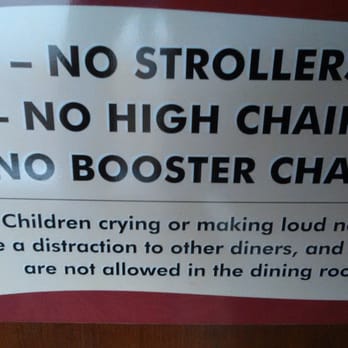 – NO STROLLERS
– NO HIGH CHAI
NO BOOSTER CHA
Children crying or making loud n
e a distraction to other diners, and
are not allowed in the dining roo